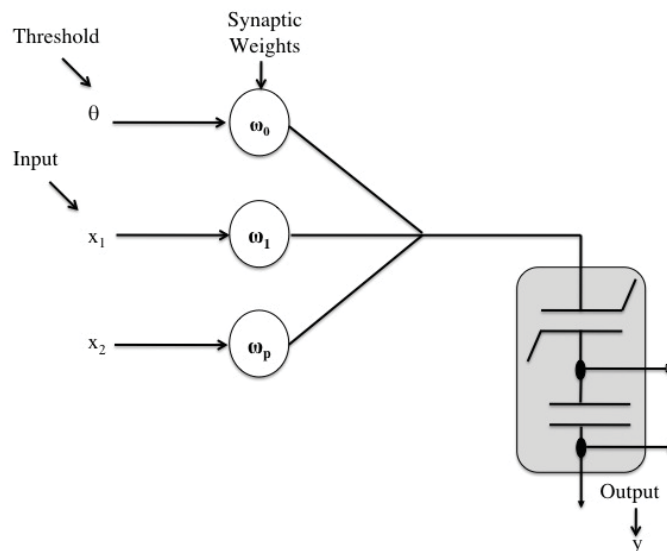 Synaptic
Weights
Threshold
θ
ω0
Input
x1
ω1
x2
ωp
Output
y